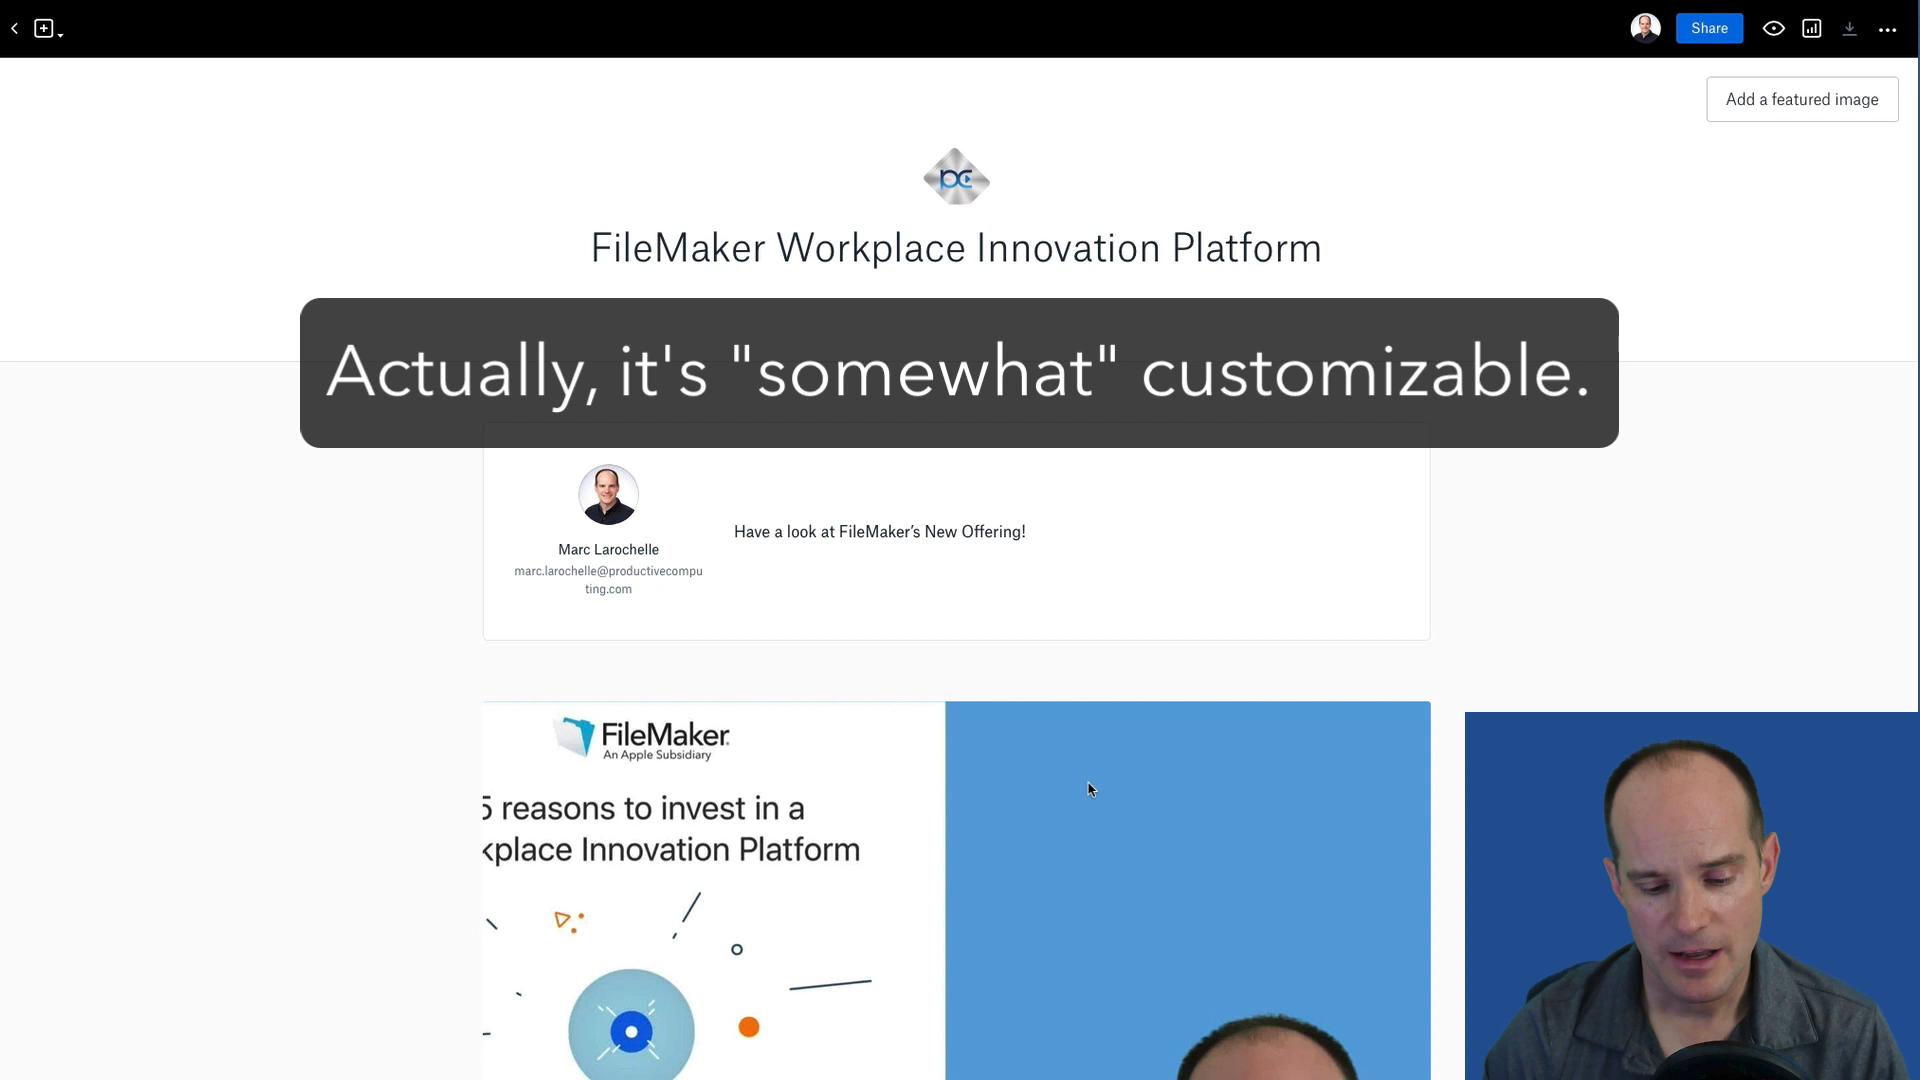 Share
Add a featured image
pc
FileMaker Workplace Innovation Platform
Actually, it's "somewhat" customizable.
Marc Larochelle
marc.larochelle@productivecompu
ting.com
Have a look at FileMaker’s New Offering!
FileMaker.
An Apple Subsidiary
5 reasons to invest in a
kplace Innovation Platform